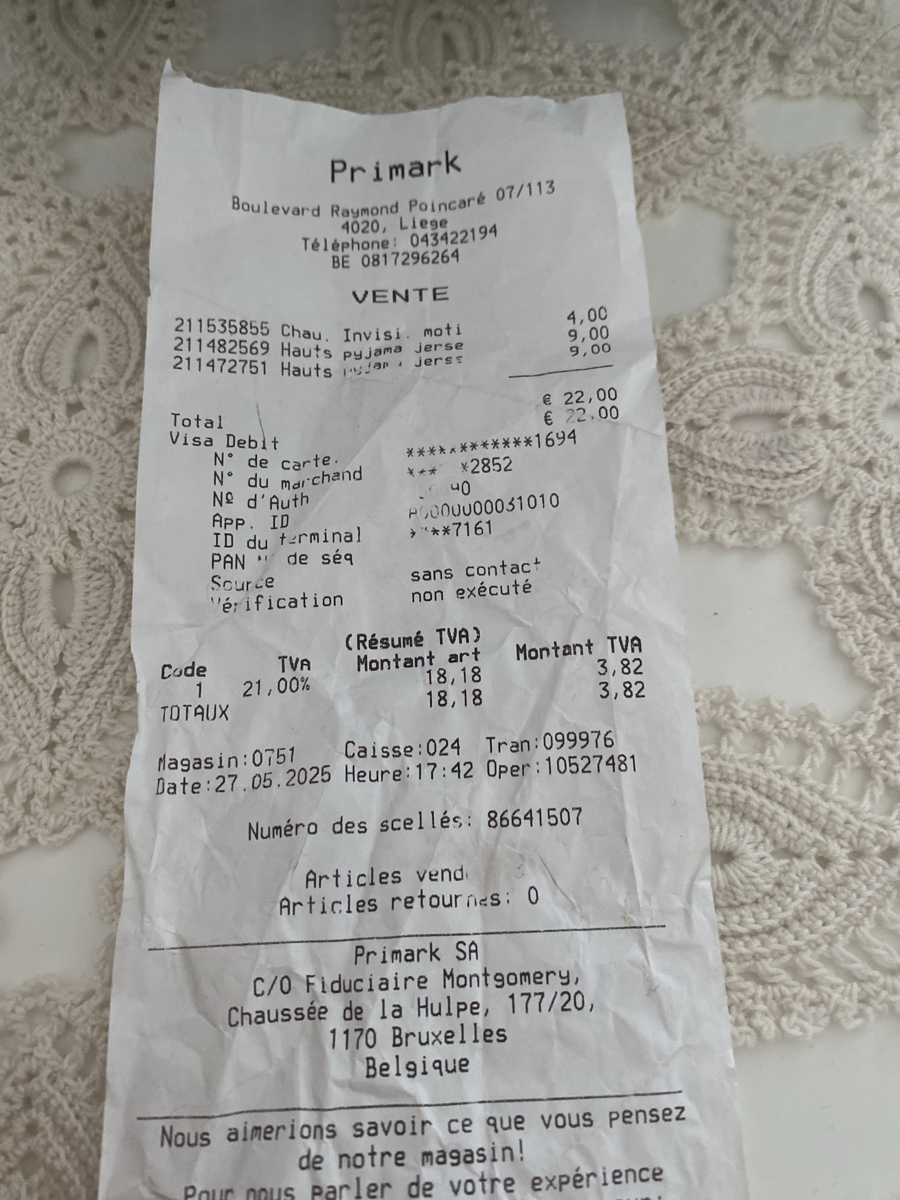 Primark
Boulevard Raymond Poincaré 07/113
4020, Liege
Téléphone: 043422194
BE 0817296264
VENTE
211535855 Chau. Invisi. moti 4,00
211482569 Hauts pyjama jerse 9,00
211472751 Hauts jerse 9,00
Total € 22,00
Visa Debit € 22,00
N° de carte. ************1694
N° du marchand *2852
Nº d'Auth
App. ID A0000000031010
ID du terminal ****7161
PAN de séq
Source sans contact
Vérification non exécuté
(Résumé TVA)
Code TVA Montant art Montant TVA
1 21,00% 18,18 3,82
TOTAUX 18,18 3,82
Magasin:0751 Caisse:024 Tran:099976
Date:27.05.2025 Heure:17:42 Oper:10527481
Numéro des scellés: 86641507
Articles
Articles retournés: 0
Primark SA
C/O Fiduciaire Montgomery,
Chaussée de la Hulpe, 177/20,
1170 Bruxelles
Belgique
Nous aimerions savoir ce que vous pensez
de notre magasin!
Pour nous parler de votre expérience